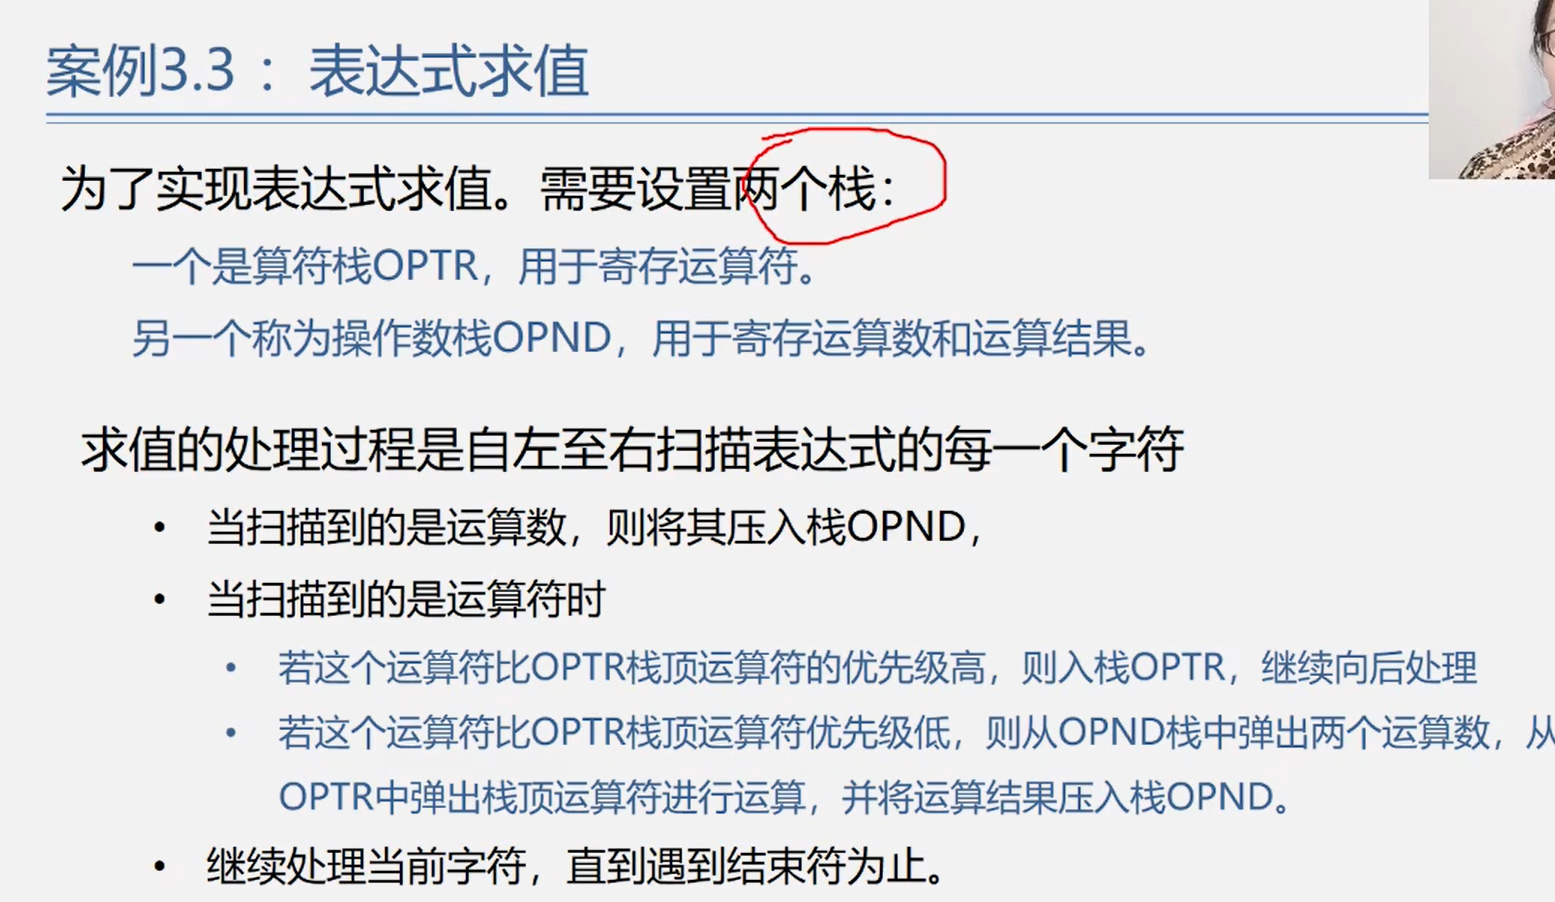 案例3.3：表达式求值
为了实现表达式求值。需要设置两个栈：
一个是算符栈OPTR，用于寄存运算符。
另一个称为操作数栈OPND，用于寄存运算数和运算结果。
求值的处理过程是自左至右扫描表达式的每一个字符
• 当扫描到的是运算数，则将其压入栈OPND，
• 当扫描到的是运算符时
• 若这个运算符比OPTR栈顶运算符的优先级高，则入栈OPTR，继续向后处理
• 若这个运算符比OPTR栈顶运算符优先级低，则从OPND栈中弹出两个运算数，从
OPTR中弹出栈顶运算符进行运算，并将运算结果压入栈OPND。
• 继续处理当前字符，直到遇到结束符为止。